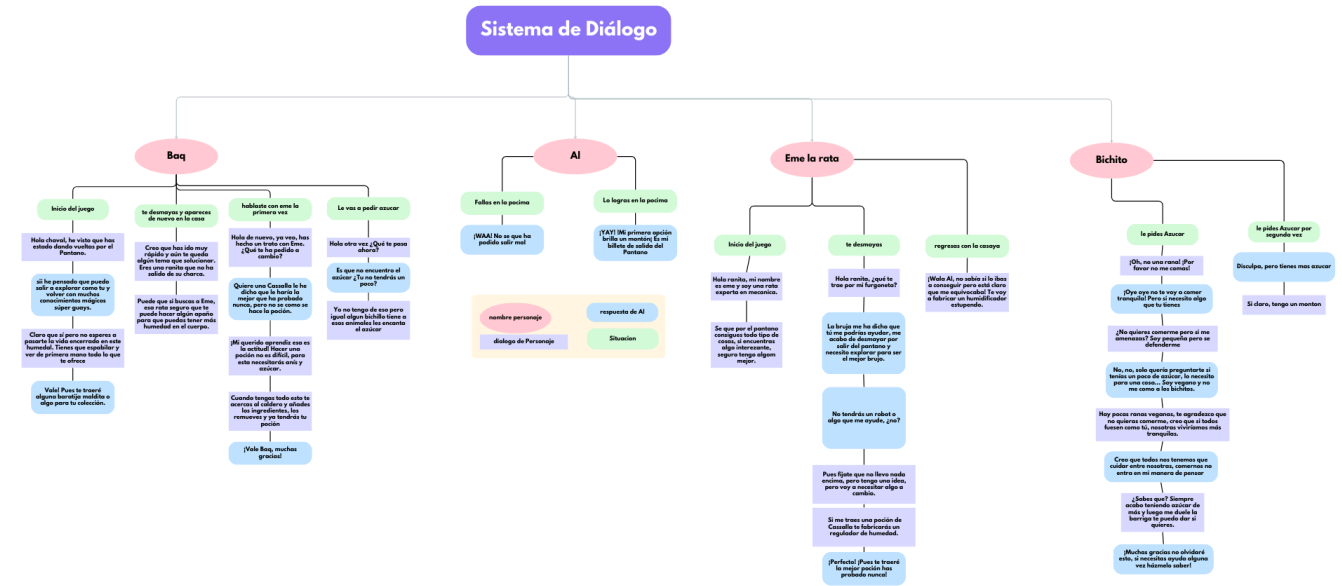 Sistema de Diálogo
Baq
Inicio del juego
Hola chaval, he visto que has
estado dando vueltas por el
Pantano.
sii he pensado que puedo
salir a explorar como tu y
volver con muchos
conocimientos mágicos
súper guays.
Claro que sí pero no esperes a
pasarte la vida encerrado en este
humedal. Tienes que espabilar y
ver de primera mano todo lo que
te ofrece
Vale! Pues te traeré
alguna baratija maldita o
algo para tu colección.
te desmayas y apareces
de nuevo en la casa
Creo que has ido muy
rápido y aún te queda
algún tema que solucionar.
Eres una ranita que no ha
salido de su charca.
Puede que si buscas a Eme,
esa rata seguro que te
puede hacer algún apaño
para que puedas tener más
humedad en el cuerpo.
hablaste con eme la
primera vez
Hola de nuevo, ya veo, has
hecho un trato con Eme.
¿Qué te ha pedido a
cambio?
Quiere una Cassalla le he
dicho que le haría la
mejor que ha probado
nunca, pero no se como se
hace la poción.
¡Mi querido aprendiz esa es
la actitud! Hacer una
poción no es difícil, para
esta necesitarás anís y
azúcar.
Cuando tengas todo esto te
acercas al caldero y añades
los ingredientes, los
remueves y ya tendrás tu
poción
¡Vale Baq, muchas
gracias!
Le vas a pedir azucar
Hola otra vez ¿Qué te pasa
ahora?
Es que no encuentro el
azúcar ¿Tu no tendrás un
poco?
Yo no tengo de eso pero
igual algun bichillo tiene a
esos animales les encanta
el azúcar
Al
Fallas en la pocima
¡WAA! No se que ha
podido salir mal
Lo logras en la pocima
¡YAY! !Mi primera opción
brilla un montón¡ Es mi
billete de salida del
Pantano
nombre personaje
respuesta de Al
dialogo de Personaje
Situacion
Eme la rata
Inicio del juego
Hola ranita, mi nombre
es eme y soy una rata
experta en mecanica.
Se que por el pantano
consigues todo tipo de
cosas, si encuentras
algo interesante,
seguro tengo algom
mejor.
te desmayas
Hola ranita, ¿qué te
trae por mi furgoneta?
La bruja me ha dicho que
tú me podrías ayudar, me
acabo de desmayar por
salir del pantano y
necesito explorar para ser
el mejor brujo.
No tendrás un robot o
algo que me ayude, ¿no?
Pues fíjate que no llevo nada
encima, pero tengo una idea,
pero voy a necesitar algo a
cambio.
Si me traes una poción de
Cassalla te fabricarás un
regulador de humedad.
¡Perfecto! ¡Pues te traeré
la mejor poción has
probado nunca!
regresas con la casaya
¡Wala Al, no sabía si lo ibas
a conseguir pero está claro
que me equivocaba! Te voy
a fabricar un humidificador
estupendo.
Bichito
le pides Azucar
¡Oh, no una rana! ¡Por
favor no me comas!
¡Oye oye no te voy a comer
tranquila! Pero si necesito algo
que tu tienes
¿No quieres comerme pero si me
amenazas? Soy pequeña pero se
defenderme
No, no, solo quería preguntarte si
tenías un poco de azúcar, lo necesito
para una cosa... Soy vegano y no
me como a los bichitos.
Hay pocas ranas veganas, te agradezco que
no quieras comerme, creo que si todos
fuesen como tú, nosotras viviríamos más
tranquilas.
Creo que todos nos tenemos que
cuidar entre nosotras, comernos no
entra en mi manera de pensar
¿Sabes que? Siempre
acabo teniendo azúcar de
más y luego me duele la
barriga te puedo dar si
quieres.
¡Muchas gracias no olvidaré
esto, si necesitas ayuda alguna
vez házmelo saber!
le pides Azucar por
segunda vez
Disculpa, pero tienes mas azucar
Si claro, tengo un monton